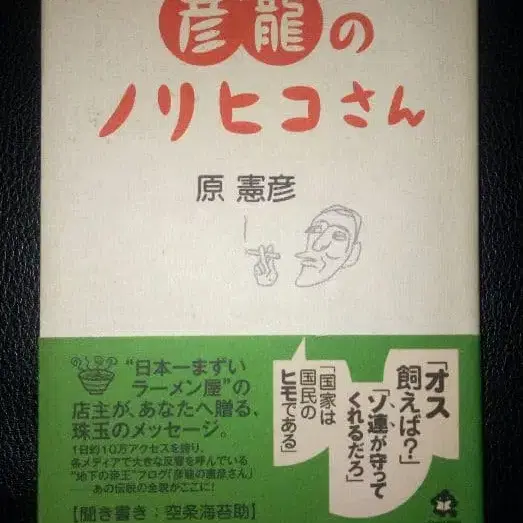 彦龍の
ノリヒコさん
原 憲彦
"日本一まずい
ラーメン屋"の
店主が、あなたへ贈る、
珠玉のメッセージ。
1日約10万アクセスを誇り、
各メディアで大きな反響を呼んでいる
"地下の帝王"ブログ「彦龍の憲彦さん」
――あの伝説の全貌がここに!
【聞き書き：空条海苔助】
「オス
飼えば?」
「ソ連が守って
くれるだろ」
「国家は
国民の
ヒモである」